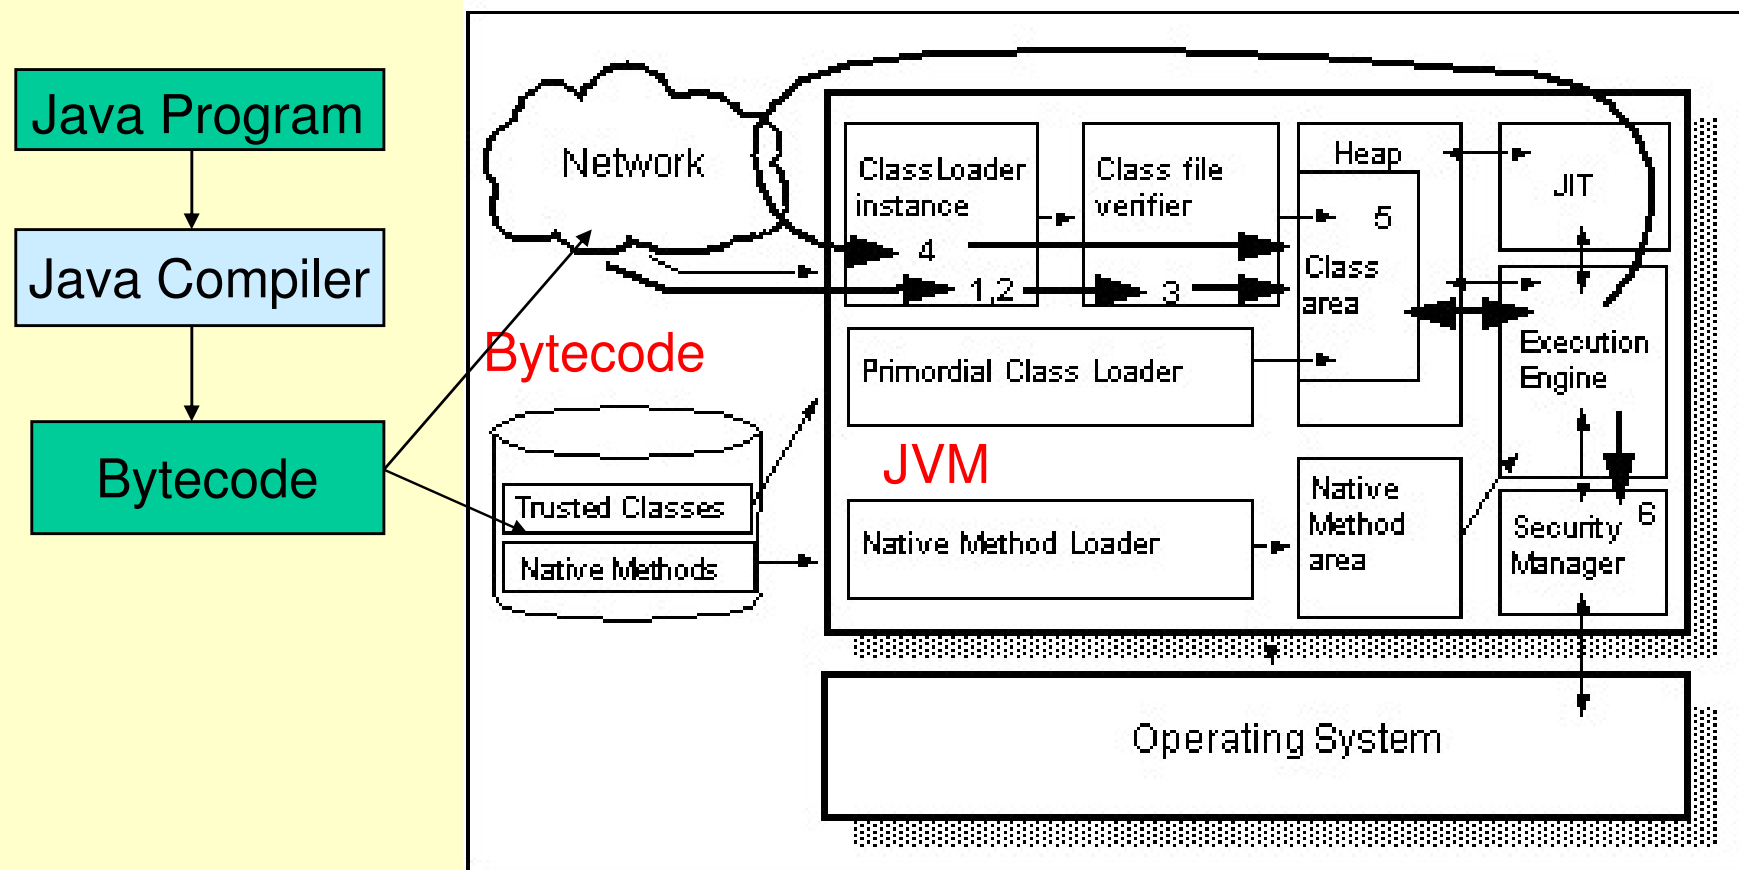 Java Program
Java Compiler
Bytecode
Network
Bytecode
Trusted Classes
Native Methods
ClassLoader
instance
4
1,2
Class file
verifier
3
Heap
5
Class
area
JIT
Execution
Engine
Primordial Class Loader
JVM
Native Method Loader
Native
Method
area
Security
Manager
6
Operating System